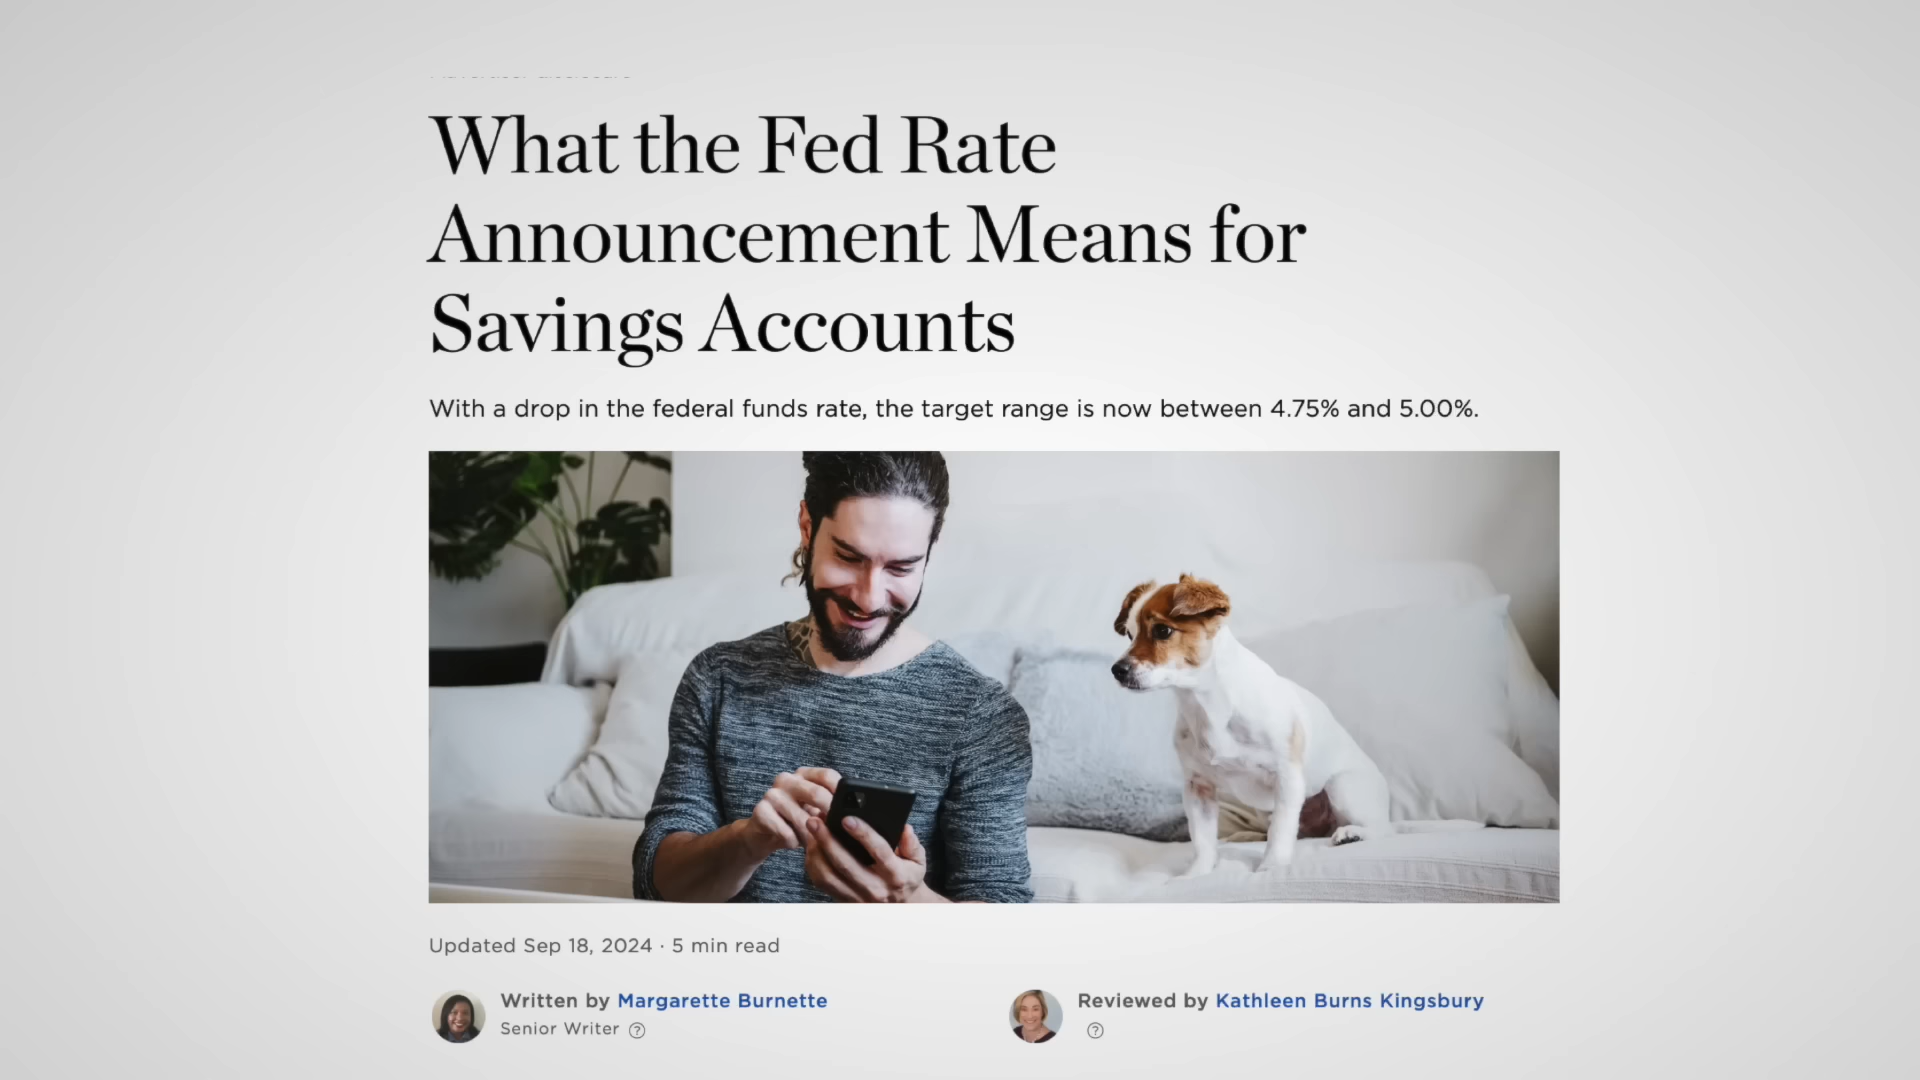 What the Fed Rate
Announcement Means for
Savings Accounts
With a drop in the federal funds rate, the target range is now between 4.75% and 5.00%.
Updated Sep 18, 2024 · 5 min read
Written by Margarette Burnette
Senior Writer ?
Reviewed by Kathleen Burns Kingsbury
?